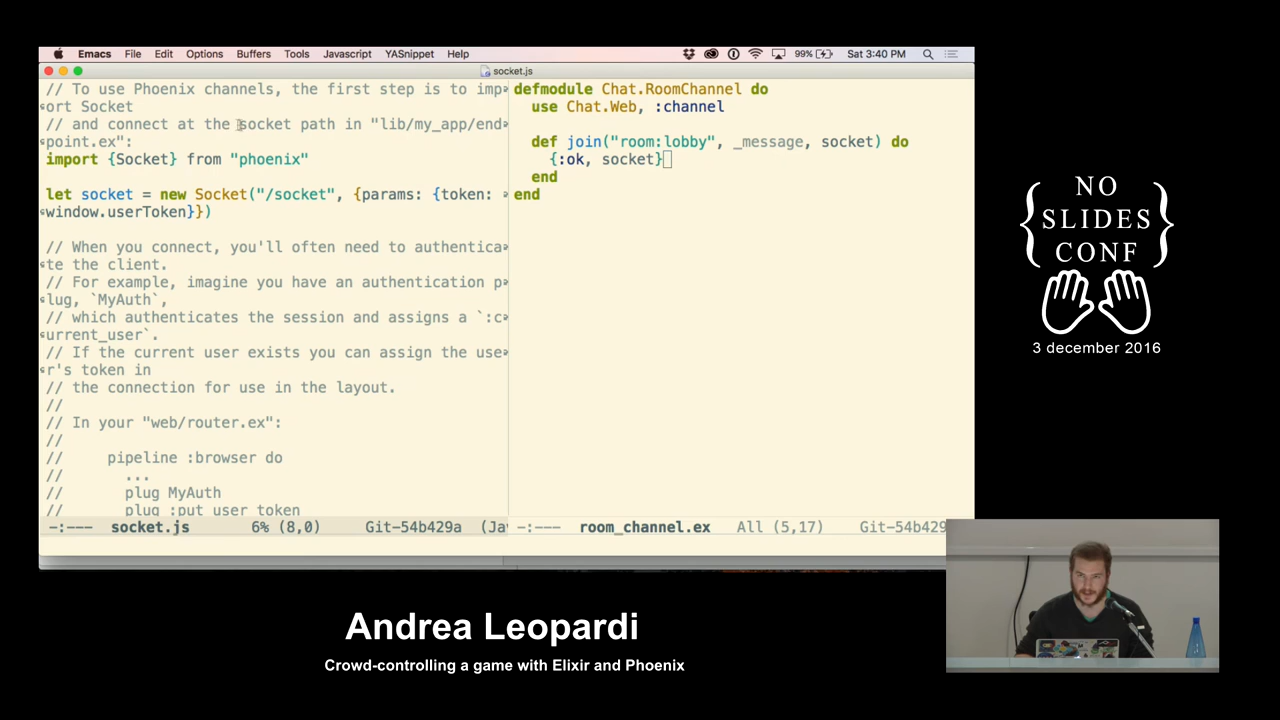 Emacs File Edit Options Buffers Tools Javascript YASnippet Help 99% Sat 3:40 PM
socket.js
// To use Phoenix channels, the first step is to imp
ort Socket
// and connect at the socket path in "lib/my_app/end
point.ex":
import {Socket} from "phoenix"
let socket = new Socket("/socket", {params: {token:
window.userToken}})
// When you connect, you'll often need to authentica
te the client.
// For example, imagine you have an authentication p
lug, `MyAuth`,
// which authenticates the session and assigns a `:c
urrent_user`.
// If the current user exists you can assign the use
r's token in
// the connection for use in the layout.
//
// In your "web/router.ex":
//
//     pipeline :browser do
//       ...
//       plug MyAuth
//       plug :put_user_token
-:--- socket.js 6% (8,0) Git-54b429a (Ja
defmodule Chat.RoomChannel do
  use Chat.Web, :channel
  def join("room:lobby", _message, socket) do
    {:ok, socket}
  end
end
-:--- room_channel.ex All (5,17) Git-54b429
NO
SLIDES
CONF
3 december 2016
Andrea Leopardi
Crowd-controlling a game with Elixir and Phoenix